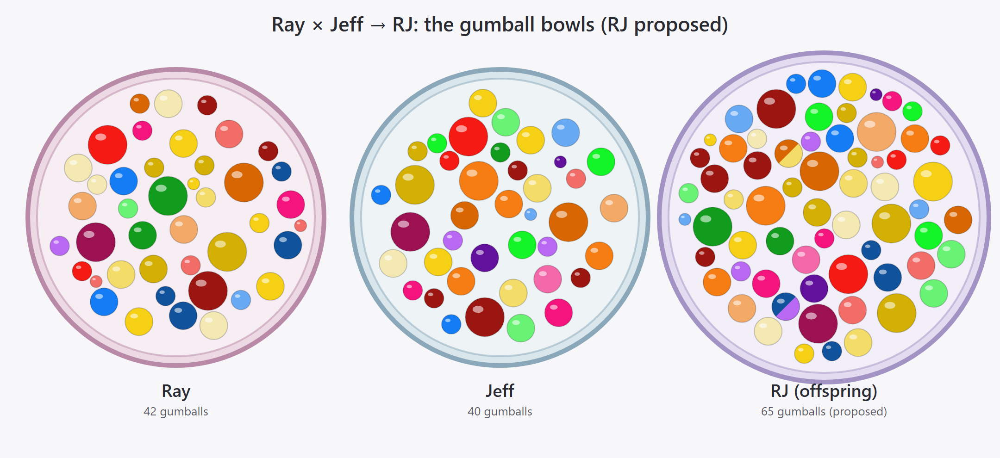 Ray × Jeff → RJ: the gumball bowls (RJ proposed)
Ray
42 gumballs
Jeff
40 gumballs
RJ (offspring)
65 gumballs (proposed)